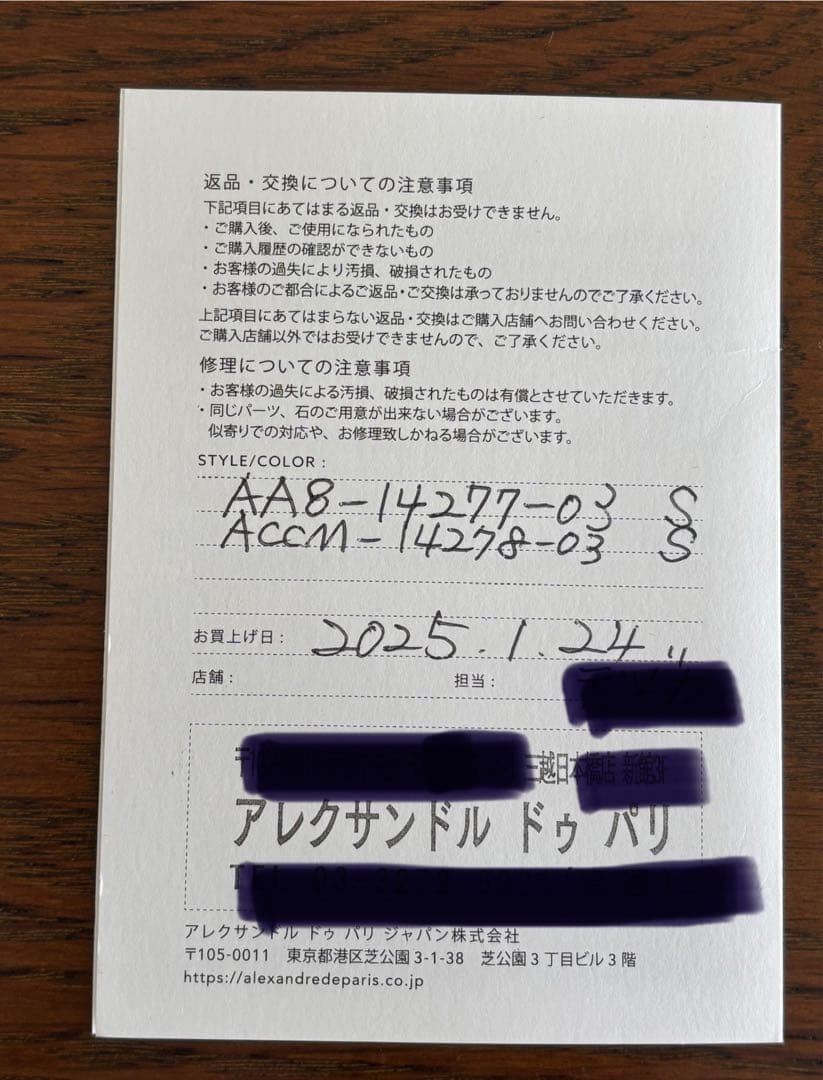 返品・交換についての注意事項
下記項目にあてはまる返品・交換はお受けできません。
・ご購入後、ご使用になられたもの
・ご購入履歴の確認ができないもの
・お客様の過失により汚損、破損されたもの
・お客様のご都合によるご返品・ご交換は承っておりませんのでご了承ください。
上記項目にあてはまらない返品・交換はご購入店舗へお問い合わせください。
ご購入店舗以外ではお受けできませんので、ご了承ください。
修理についての注意事項
・お客様の過失による汚損、破損されたものは有償とさせていただきます。
・同じパーツ、石のご用意が出来ない場合がございます。
似寄りでの対応や、お修理致しかねる場合がございます。
STYLE/COLOR :
AA8-14277-03 S
ACCM-14278-03 S
お買上げ日： 2025.1.24
店舗： 担当：
三越日本橋店 新館3F
アレクサンドル ドゥ パリ
アレクサンドル ドゥ パリ ジャパン株式会社
〒105-0011 東京都港区芝公園 3-1-38 芝公園 3 丁目ビル 3 階
https://alexandredeparis.co.jp